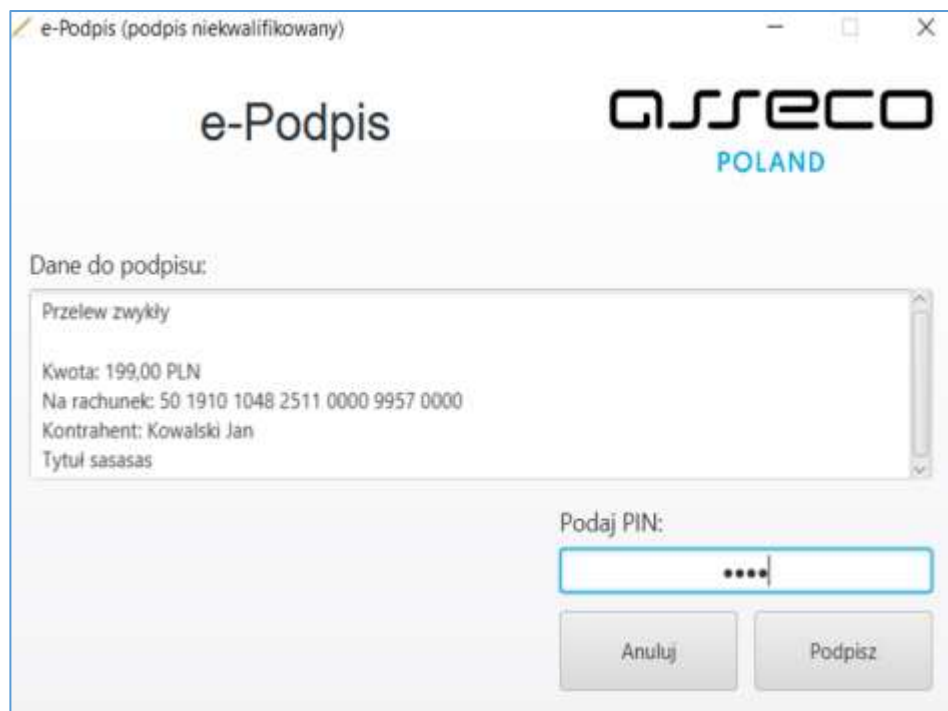 e-Podpis (podpis niekwalifikowany)
e-Podpis
asseco
POLAND
Dane do podpisu:
Przelew zwykły
Kwota: 199,00 PLN
Na rachunek: 50 1910 1048 2511 0000 9957 0000
Kontrahent: Kowalski Jan
Tytuł sasasas
Podaj PIN:
••••
Anuluj
Podpisz